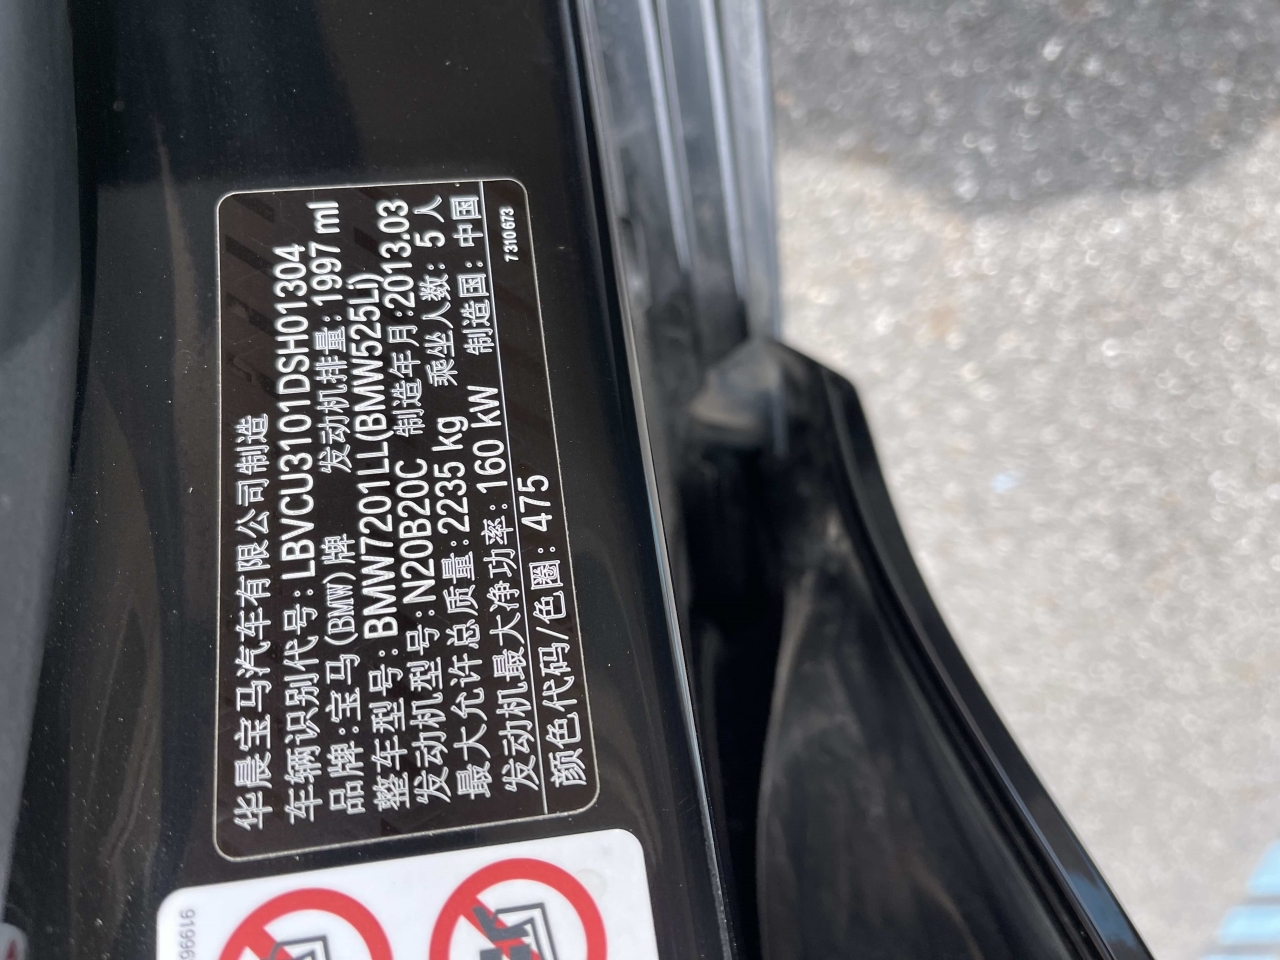 华晨宝马汽车有限公司制造
车辆识别代号:LBVCU3101DSH01304
品牌:宝马(BMW)牌 发动机排量:1997 ml
整车型号:BMW7201LL(BMW525Li)
发动机型号:N20B20C 制造年月:2013.03
最大允许总质量:2235 kg 乘坐人数: 5 人
发动机最大净功率:160 kW 制造国: 中国
颜色代码/色圈: 475
7310673